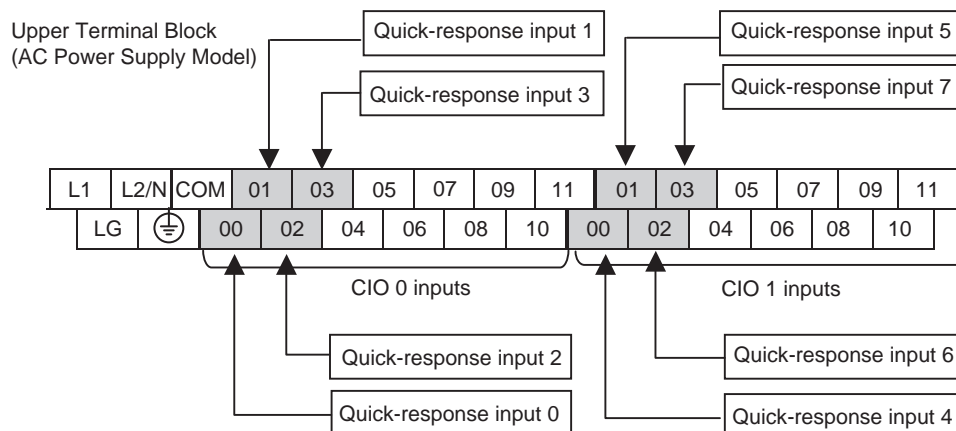 Upper Terminal Block
(AC Power Supply Model)
Quick-response input 1
Quick-response input 5
Quick-response input 3
Quick-response input 7
L1 L2/N COM 01 03 05 07 09 11 01 03 05 07 09 11
LG 00 02 04 06 08 10 00 02 04 06 08 10
CIO 0 inputs
CIO 1 inputs
Quick-response input 2
Quick-response input 6
Quick-response input 0
Quick-response input 4